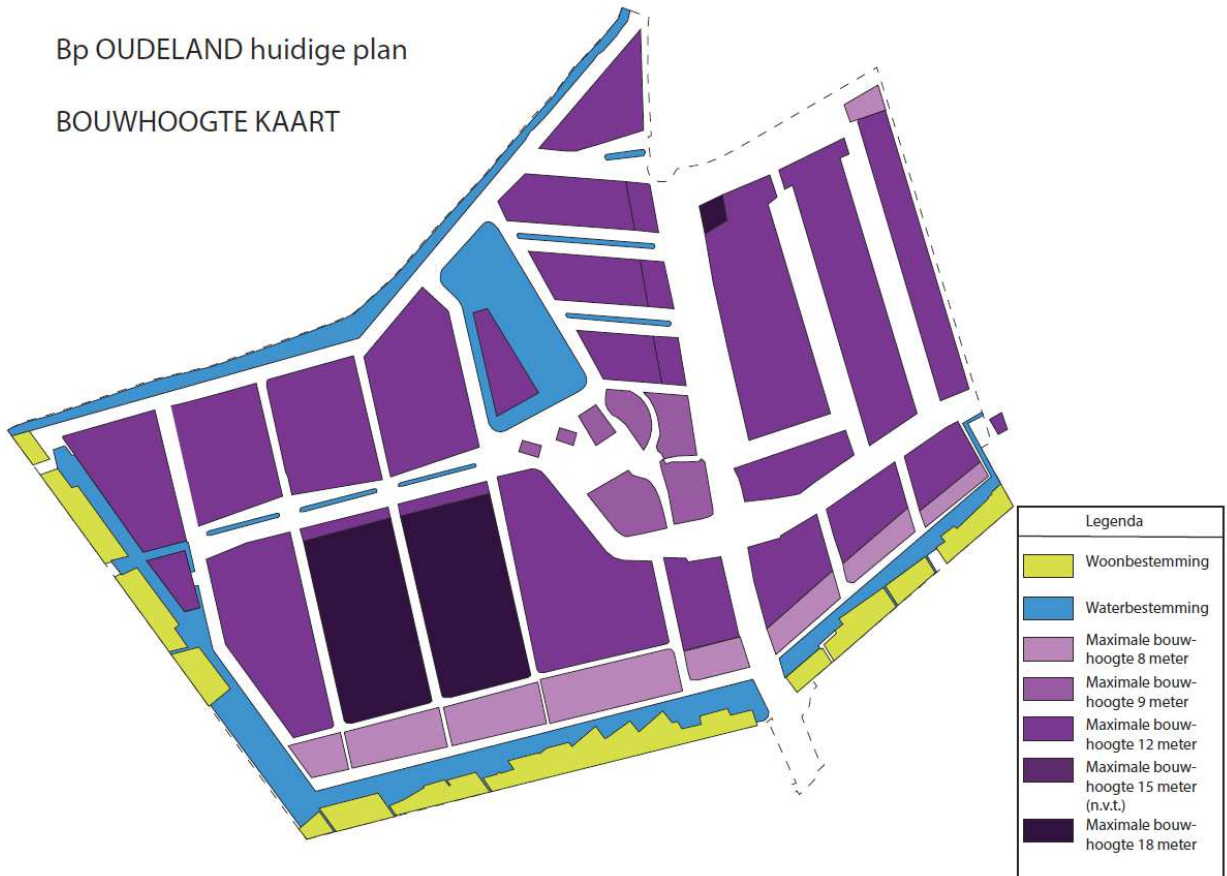 Bp OUDELAND huidige plan
BOUWHOOGTE KAART
Legenda
Woonbestemming
Waterbestemming
Maximale bouw-
hoogte 8 meter
Maximale bouw-
hoogte 9 meter
Maximale bouw-
hoogte 12 meter
Maximale bouw-
hoogte 15 meter
(n.v.t.)
Maximale bouw-
hoogte 18 meter